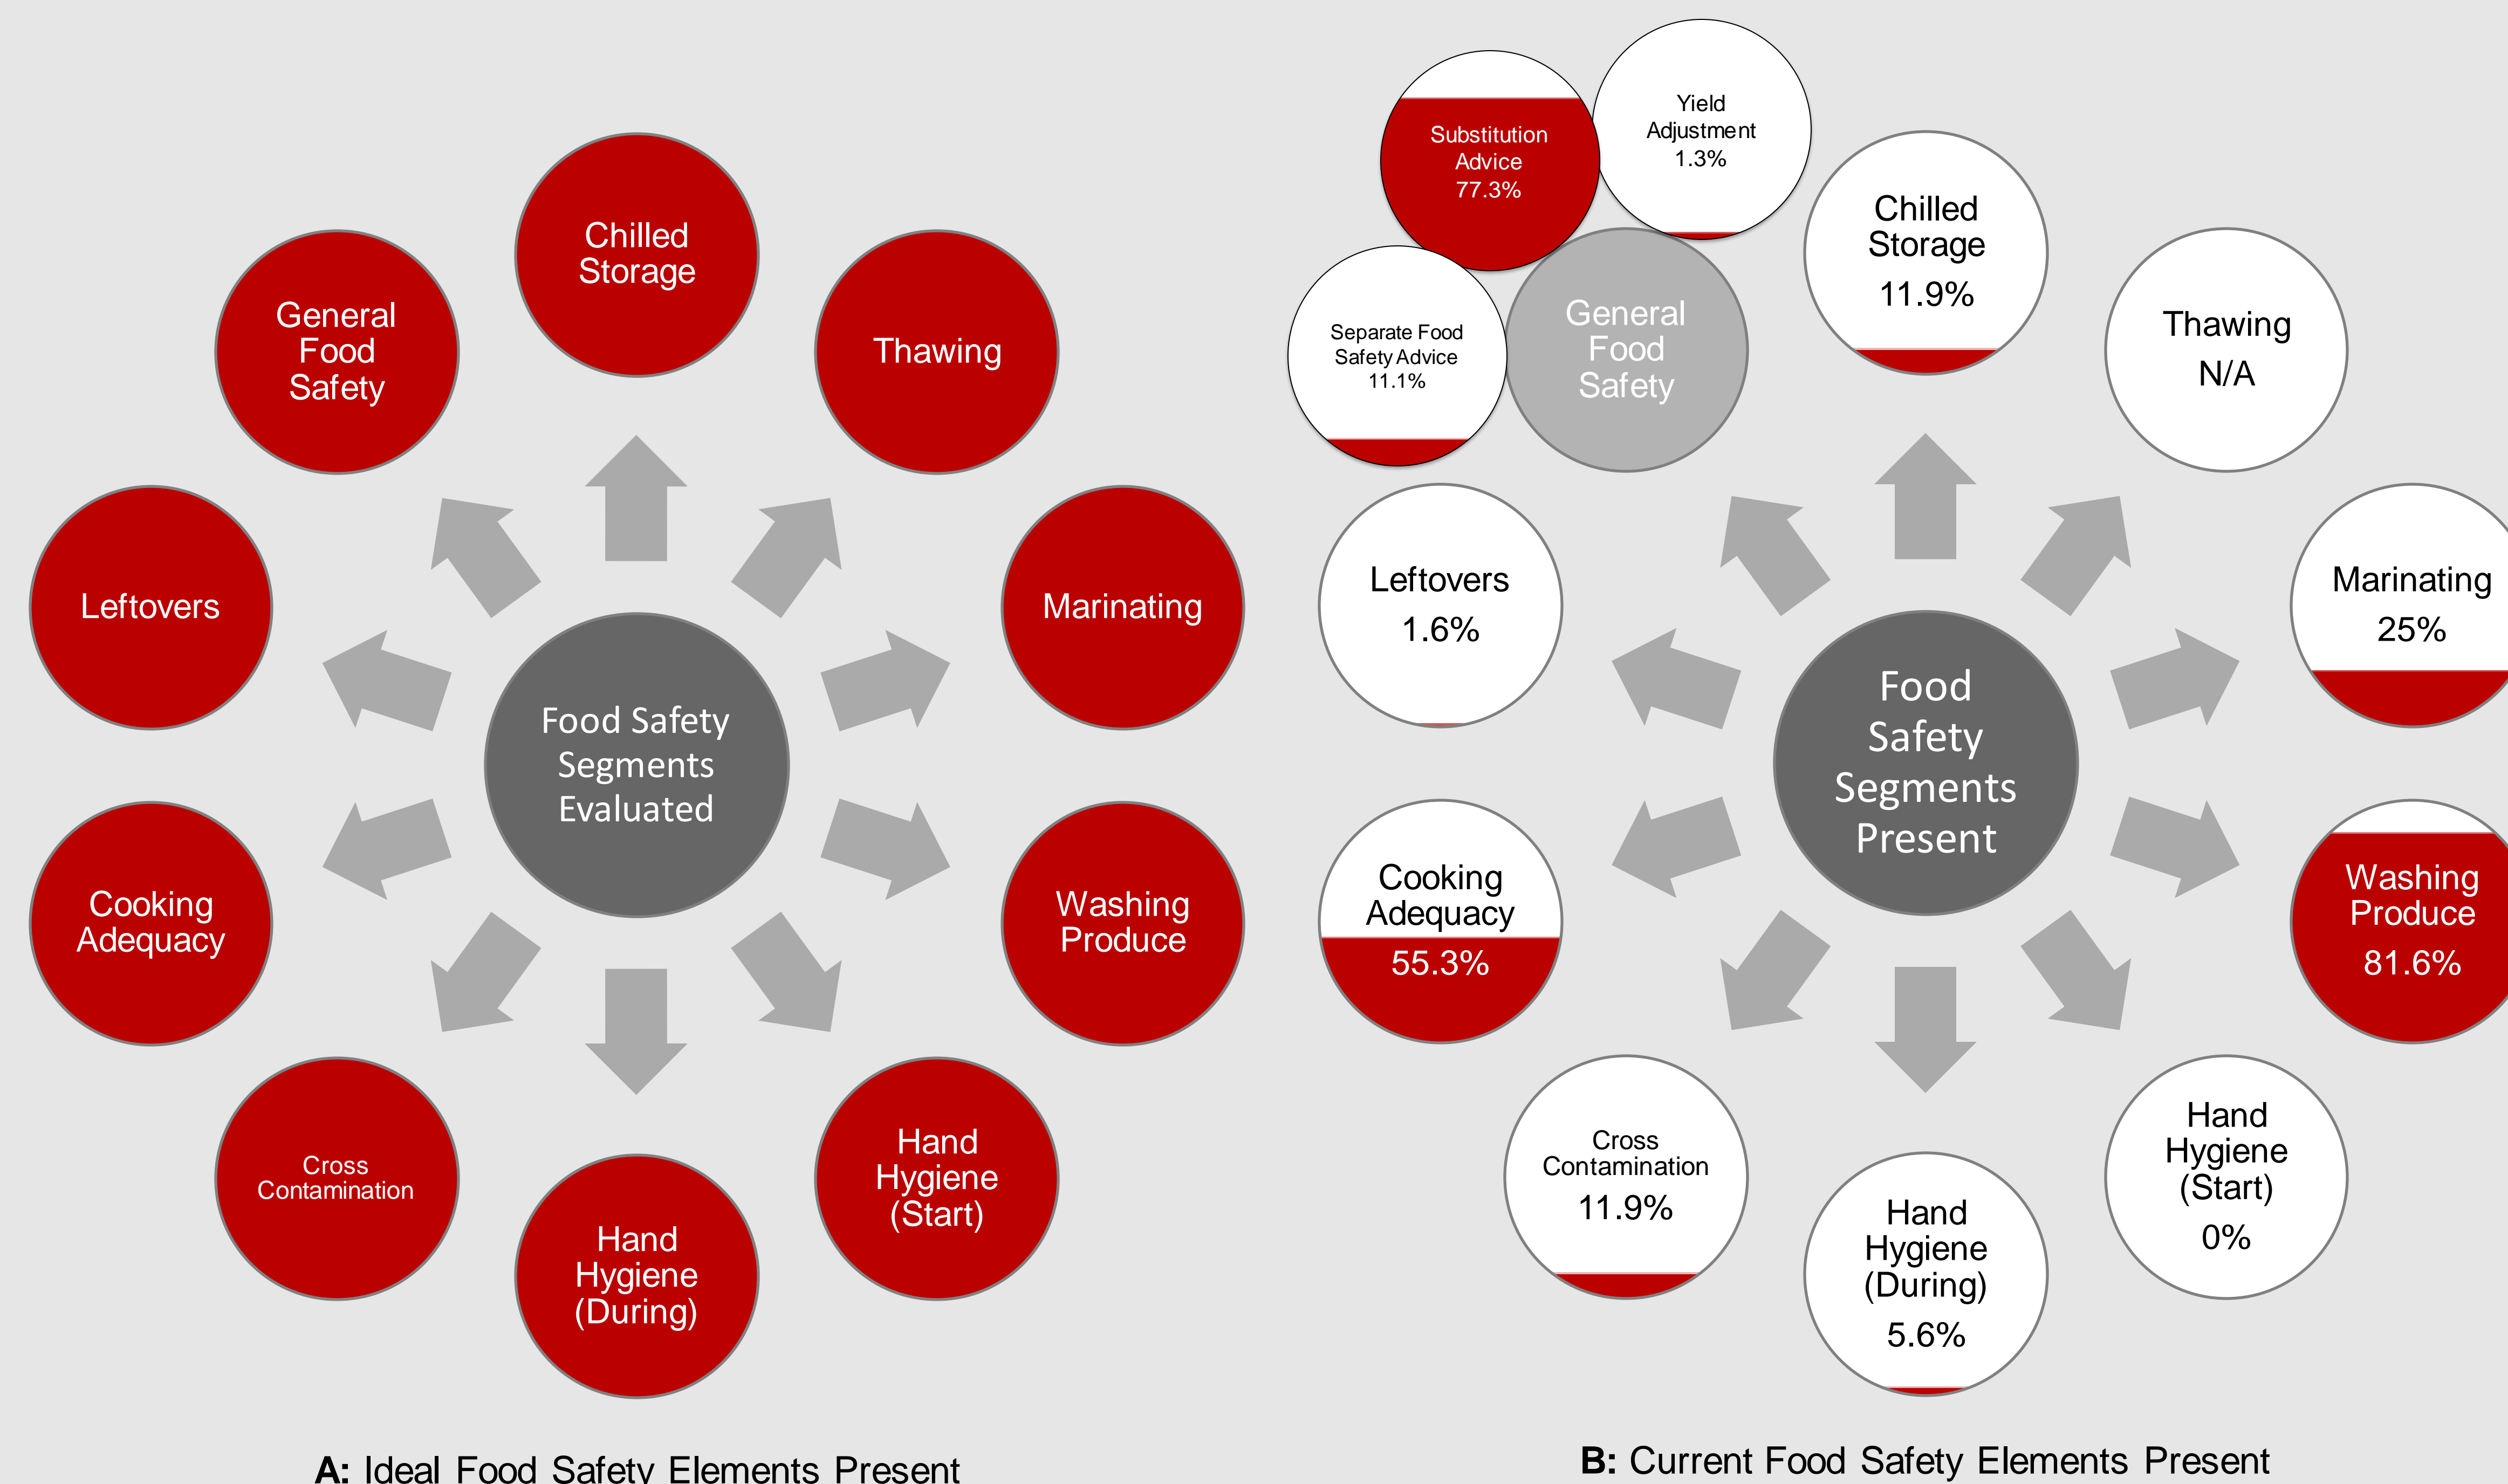 Chilled
Storage
Thawing
Marinating
Washing
Produce
Hand
Hygiene
(Start)
Hand
Hygiene
(During)
Cross
Contamination
Cooking
Adequacy
Leftovers
General
Food
Safety
Food Safety
Segments
Evaluated
A: Ideal Food Safety Elements Present
Yield
Adjustment
1.3%
Substitution
Advice
77.3%
Separate Food
Safety Advice
11.1%
General
Food
Safety
Chilled
Storage
11.9%
Thawing
N/A
Marinating
25%
Washing
Produce
81.6%
Hand
Hygiene
(Start)
0%
Hand
Hygiene
(During)
5.6%
Cross
Contamination
11.9%
Cooking
Adequacy
55.3%
Leftovers
1.6%
Food
Safety
Segments
Present
B: Current Food Safety Elements Present